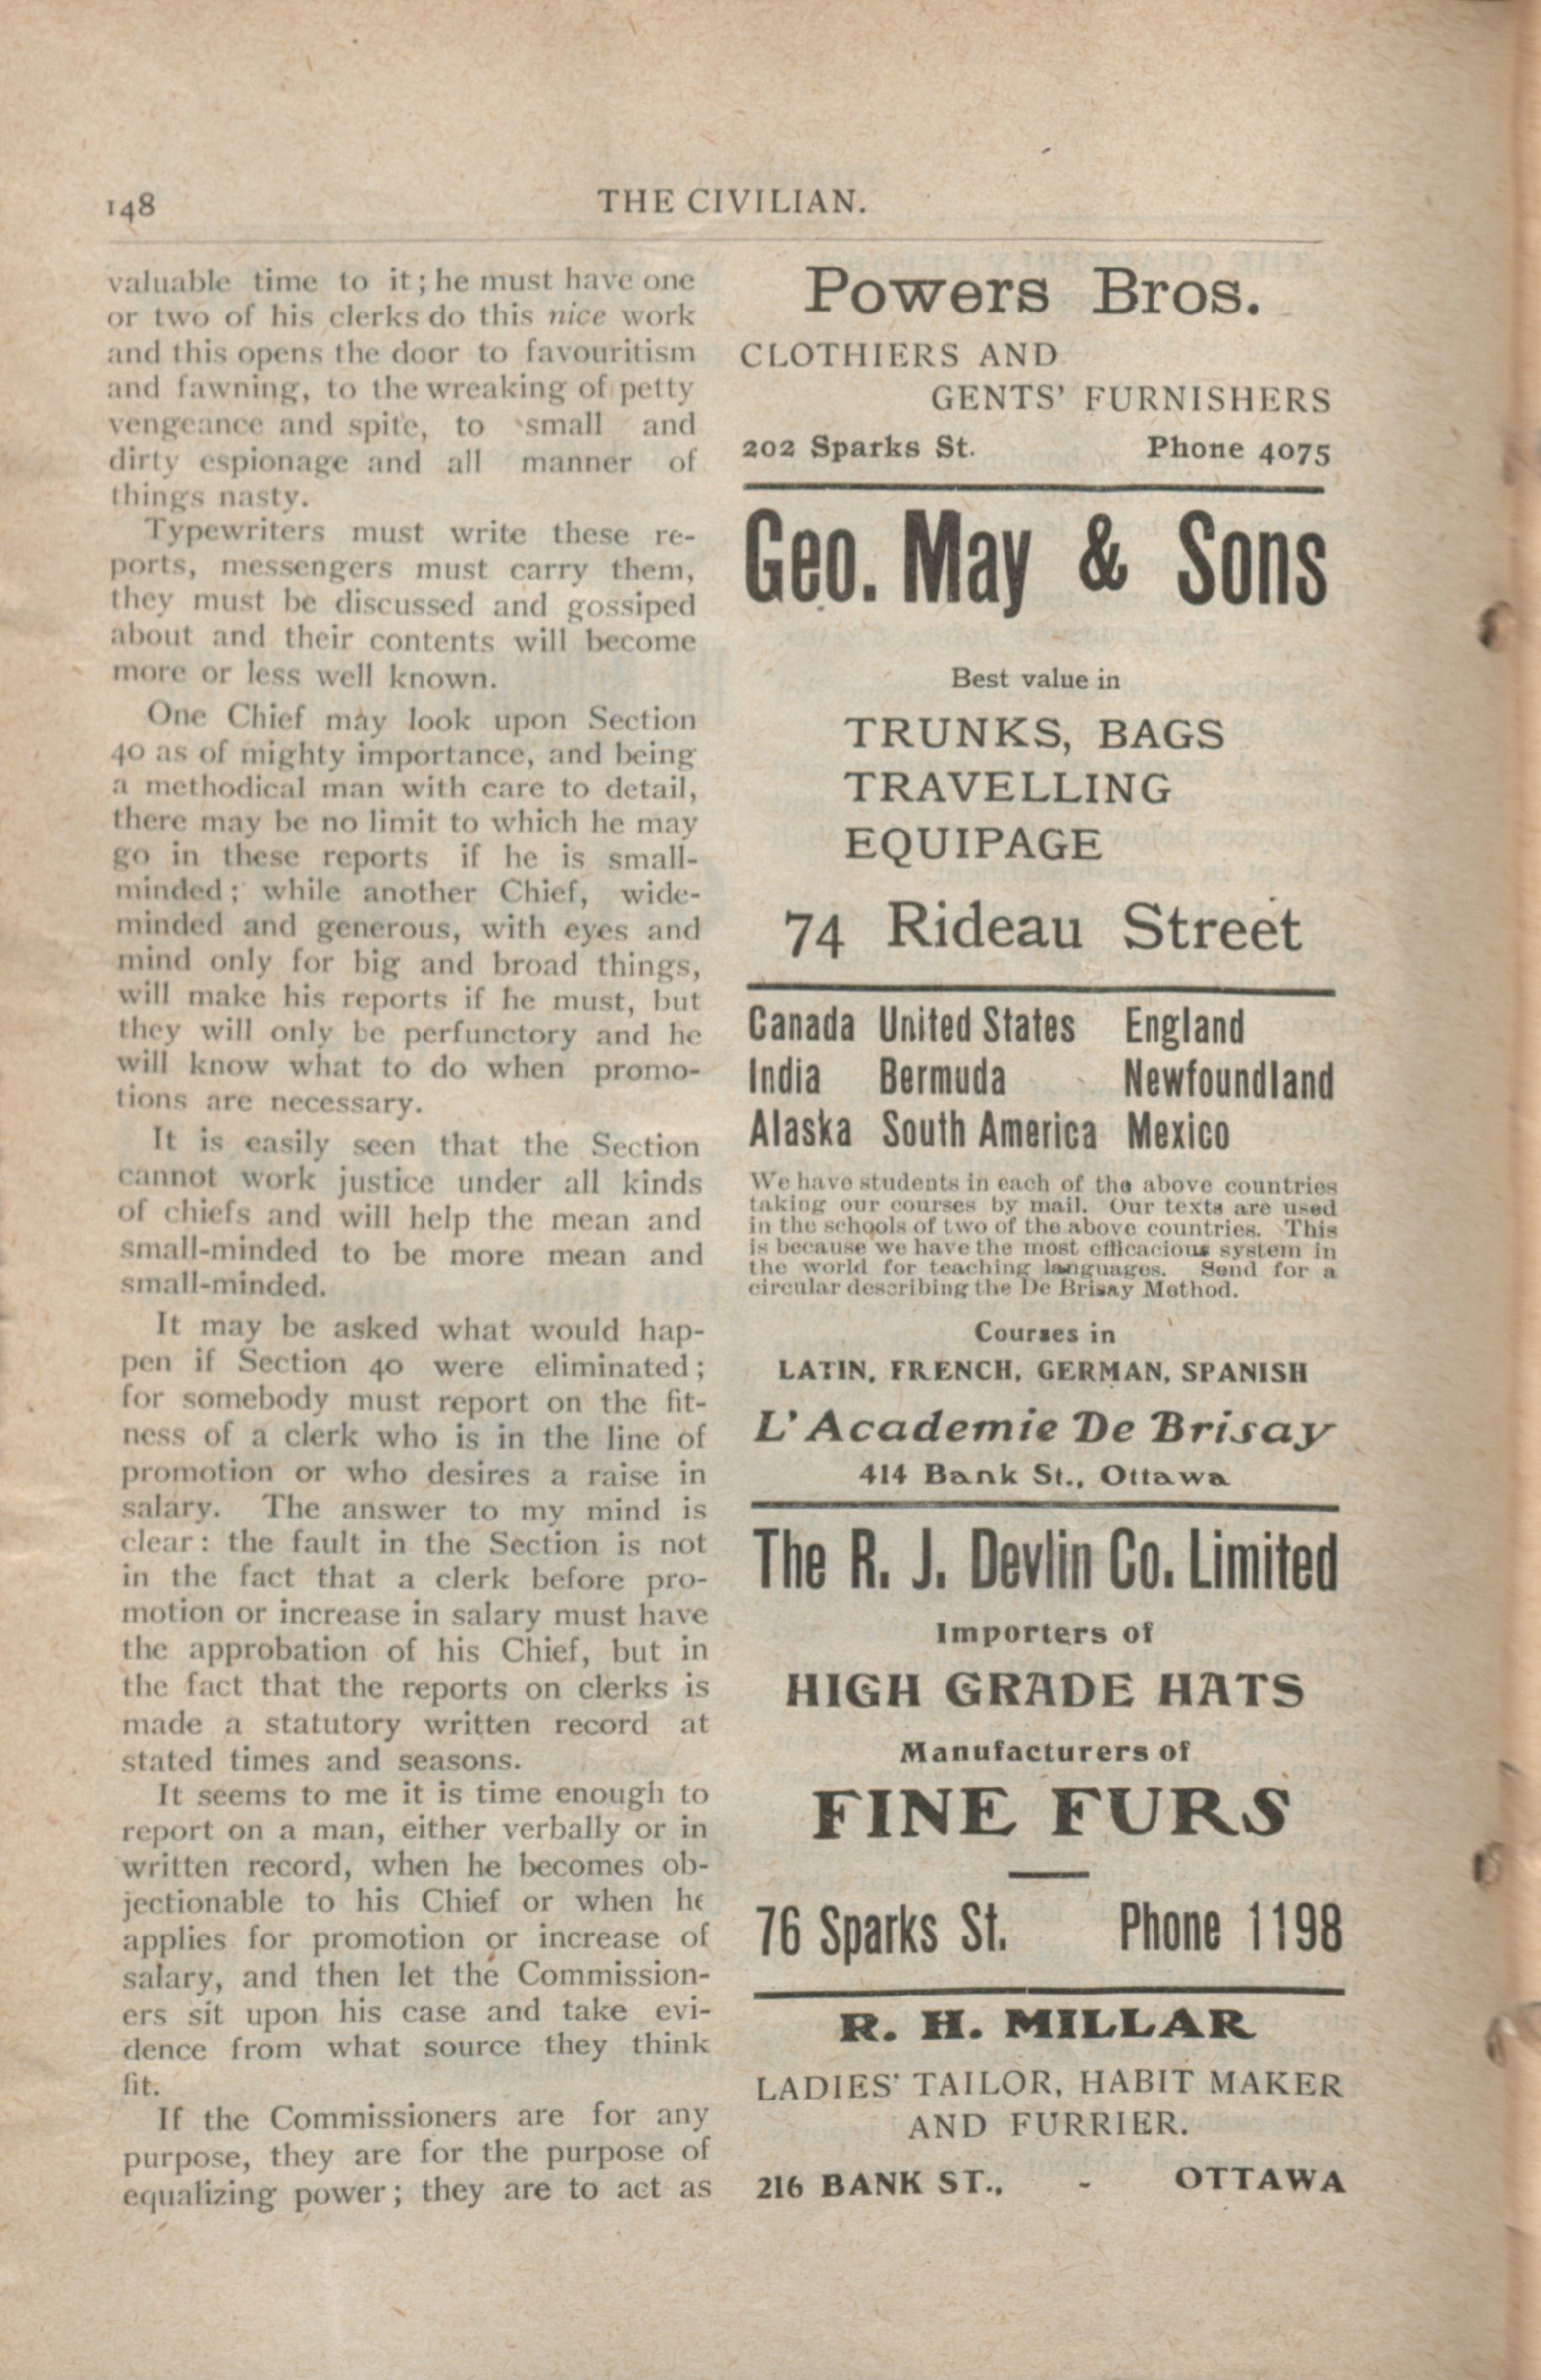 148
THE CIVILIAN.
valuable time to it; he must have one
or two of his clerks do this nice work
and this opens the door to favouritism
and fawning, to the wreaking of petty
vengeance and spite, to small and
dirty espionage and all manner of
things nasty.
Typewriters must write these re-
ports, messengers must carry them,
they must be discussed and gossiped
about and their contents will become
more or less well known.
One Chief may look upon Section
40 as of mighty importance, and being
a methodical man with care to detail,
there may be no limit to which he may
go in these reports if he is small-
minded; while another Chief, wide-
minded and generous, with eyes and
mind only for big and broad things,
will make his reports if he must, but
they will only be perfunctory and he
will know what to do when promo-
tions are necessary.
It is easily seen that the Section
cannot work justice under all kinds
of chiefs and will help the mean and
small-minded to be more mean and
small-minded.
It may be asked what would hap-
pen if Section 40 were eliminated;
for somebody must report on the fit-
ness of a clerk who is in the line of
promotion or who desires a raise in
salary. The answer to my mind is
clear: the fault in the Section is not
in the fact that a clerk before pro-
motion or increase in salary must have
the approbation of his Chief, but in
the fact that the reports on clerks is
made a statutory written record at
stated times and seasons.
It seems to me it is time enough to
report on a man, either verbally or in
written record, when he becomes ob-
jectionable to his Chief or when he
applies for promotion or increase of
salary, and then let the Commission-
ers sit upon his case and take evi-
dence from what source they think
fit.
If the Commissioners are for any
purpose, they are for the purpose of
equalizing power; they are to act as
Powers Bros.
CLOTHIERS AND
GENTS' FURNISHERS
202 Sparks St. Phone 4075
Geo. May & Sons
Best value in
TRUNKS, BAGS
TRAVELLING
EQUIPAGE
74 Rideau Street
Canada United States England
India Bermuda Newfoundland
Alaska South America Mexico
We have students in each of the above countries
taking our courses by mail. Our texts are used
in the schools of two of the above countries. This
is because we have the most efficacious system in
the world for teaching languages. Send for a
circular describing the De Brisay Method.
Courses in
LATIN, FRENCH, GERMAN, SPANISH
L'Academie De Brisay
414 Bank St., Ottawa
The R. J. Devlin Co. Limited
Importers of
HIGH GRADE HATS
Manufacturers of
FINE FURS
76 Sparks St. Phone 1198
R. H. MILLAR
LADIES' TAILOR, HABIT MAKER
AND FURRIER.
216 BANK ST., - OTTAWA